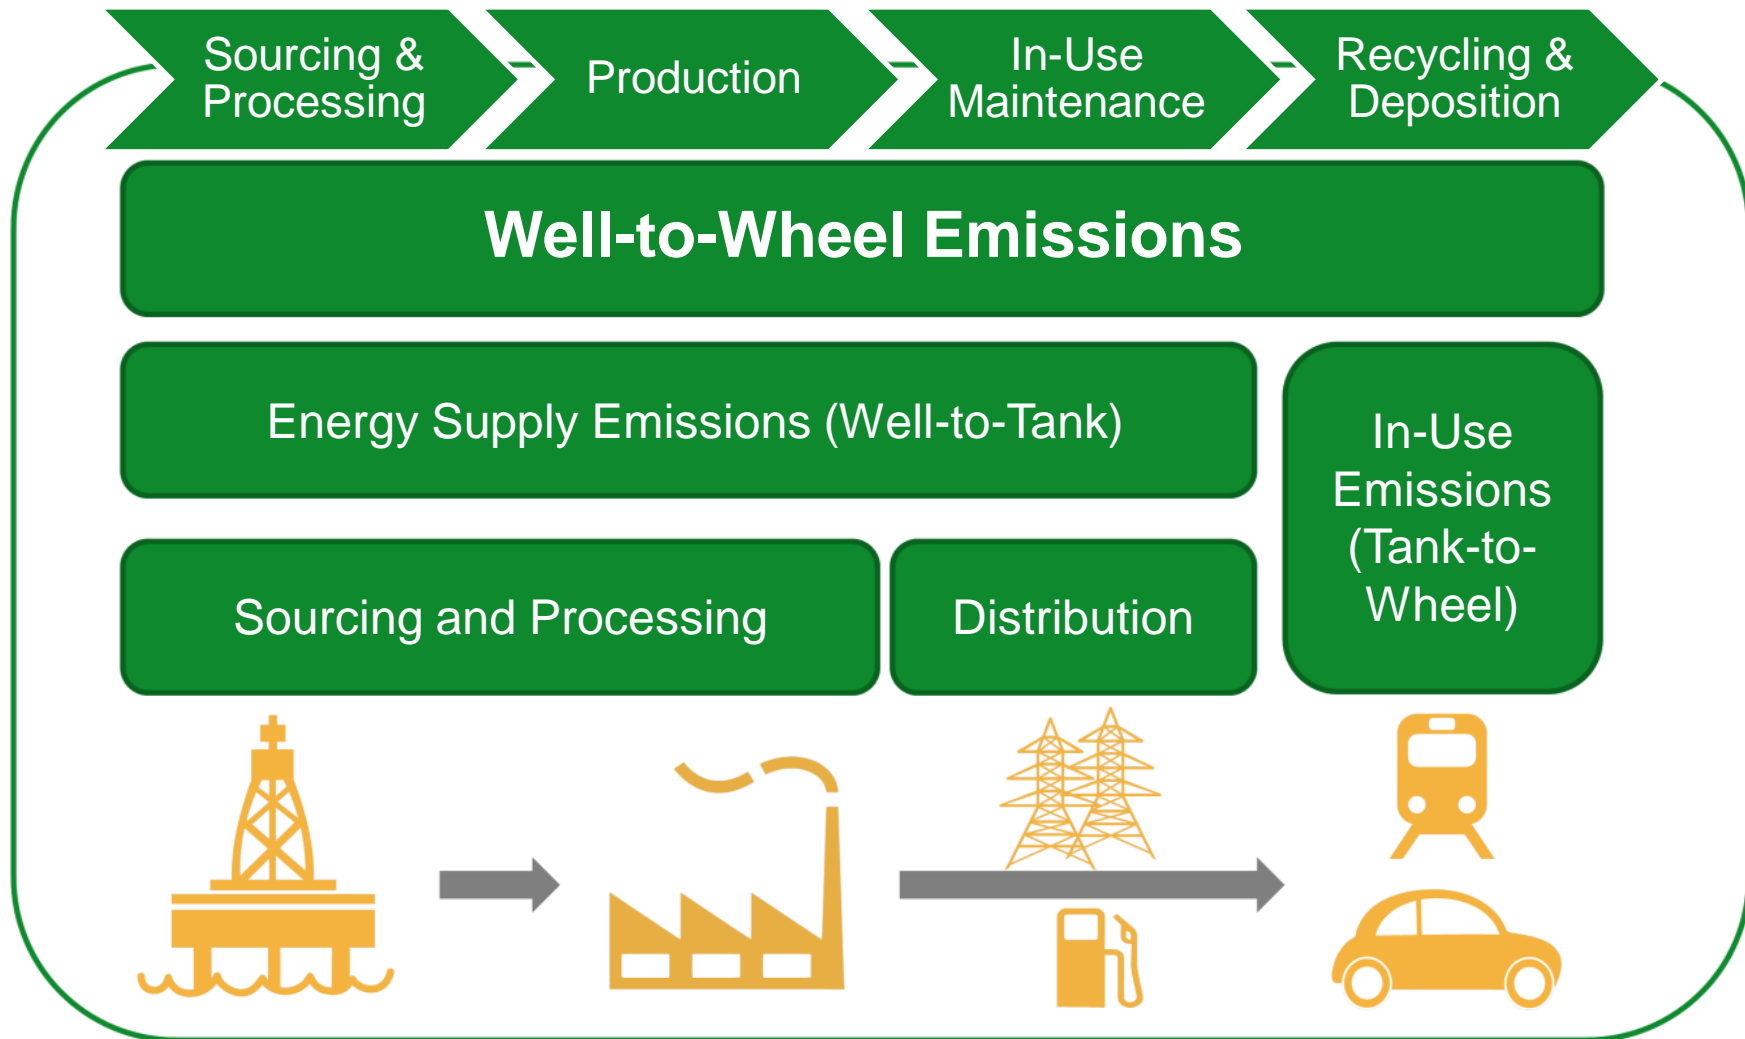 Sourcing &
Processing
Production
In-Use
Maintenance
Recycling &
Deposition
Well-to-Wheel Emissions
Energy Supply Emissions (Well-to-Tank)
In-Use
Emissions
(Tank-to-
Wheel)
Sourcing and Processing
Distribution